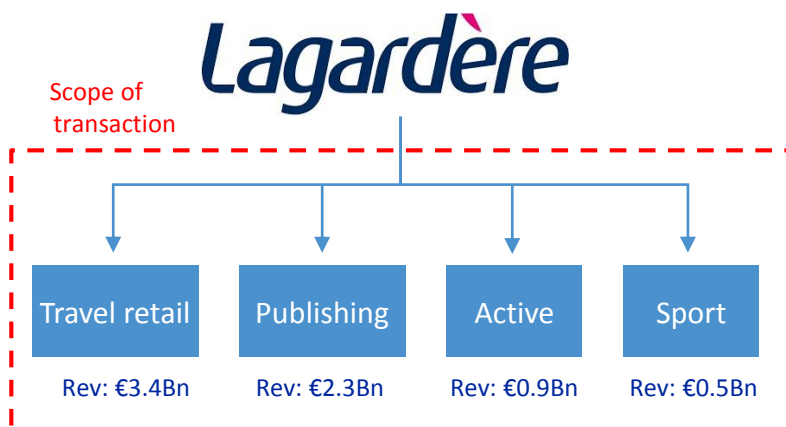 Lagardère
Scope of
transaction
Travel retail
Publishing
Active
Sport
Rev: €3.4Bn
Rev: €2.3Bn
Rev: €0.9Bn
Rev: €0.5Bn